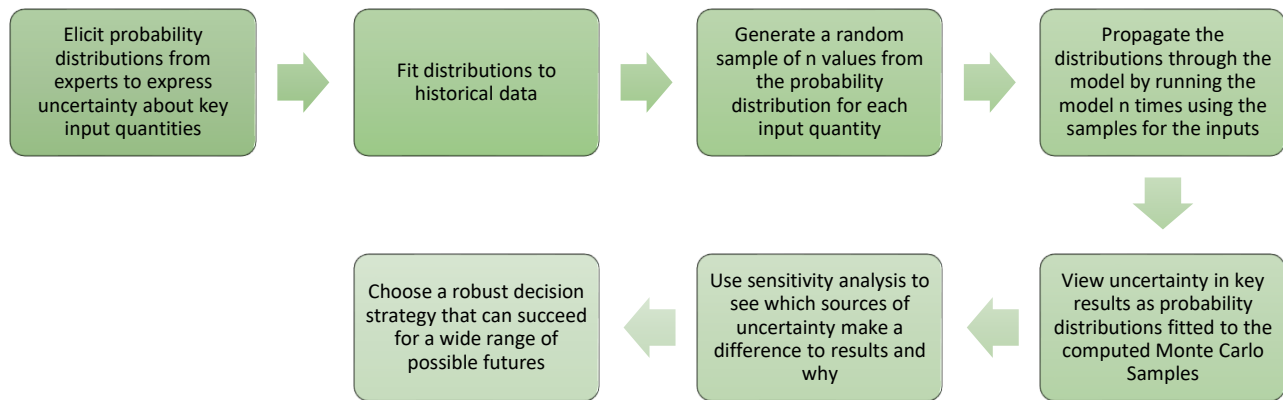 Elicit probability
distributions from
experts to express
uncertainty about key
input quantities
Fit distributions to
historical data
Generate a random
sample of n values from
the probability
distribution for each
input quantity
Propagate the
distributions through the
model by running the
model n times using the
samples for the inputs
View uncertainty in key
results as probability
distributions fitted to the
computed Monte Carlo
Samples
Use sensitivity analysis to
see which sources of
uncertainty make a
difference to results and
why
Choose a robust decision
strategy that can succeed
for a wide range of
possible futures